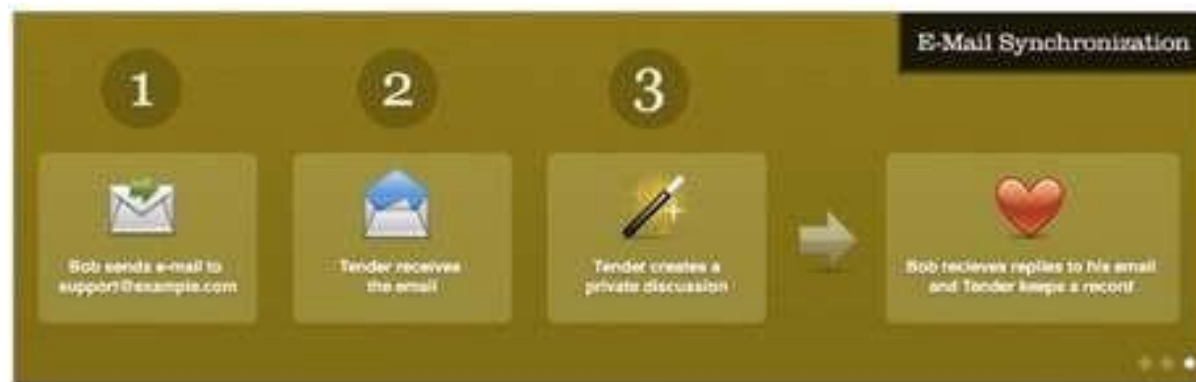 E-Mail Synchronization
1
2
3
Bob sends e-mail to
support@example.com
Tender receives
the email
Tender creates a
private discussion
Bob recieves replies to his email
and Tender keeps a record